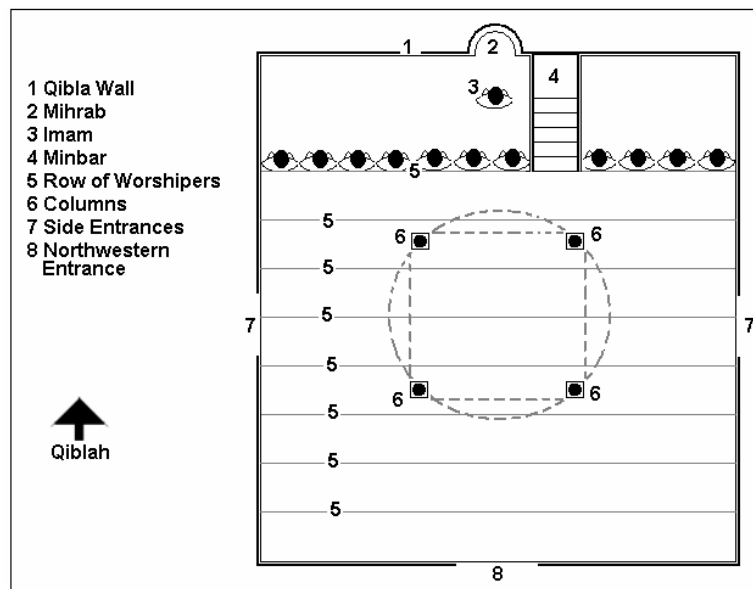 1 Qibla Wall
2 Mihrab
3 Imam
4 Minbar
5 Row of Worshipers
6 Columns
7 Side Entrances
8 Northwestern
Entrance
Qiblah
1
2
3
4
5
5
6
6
5
5
7
7
5
6
6
5
5
5
8